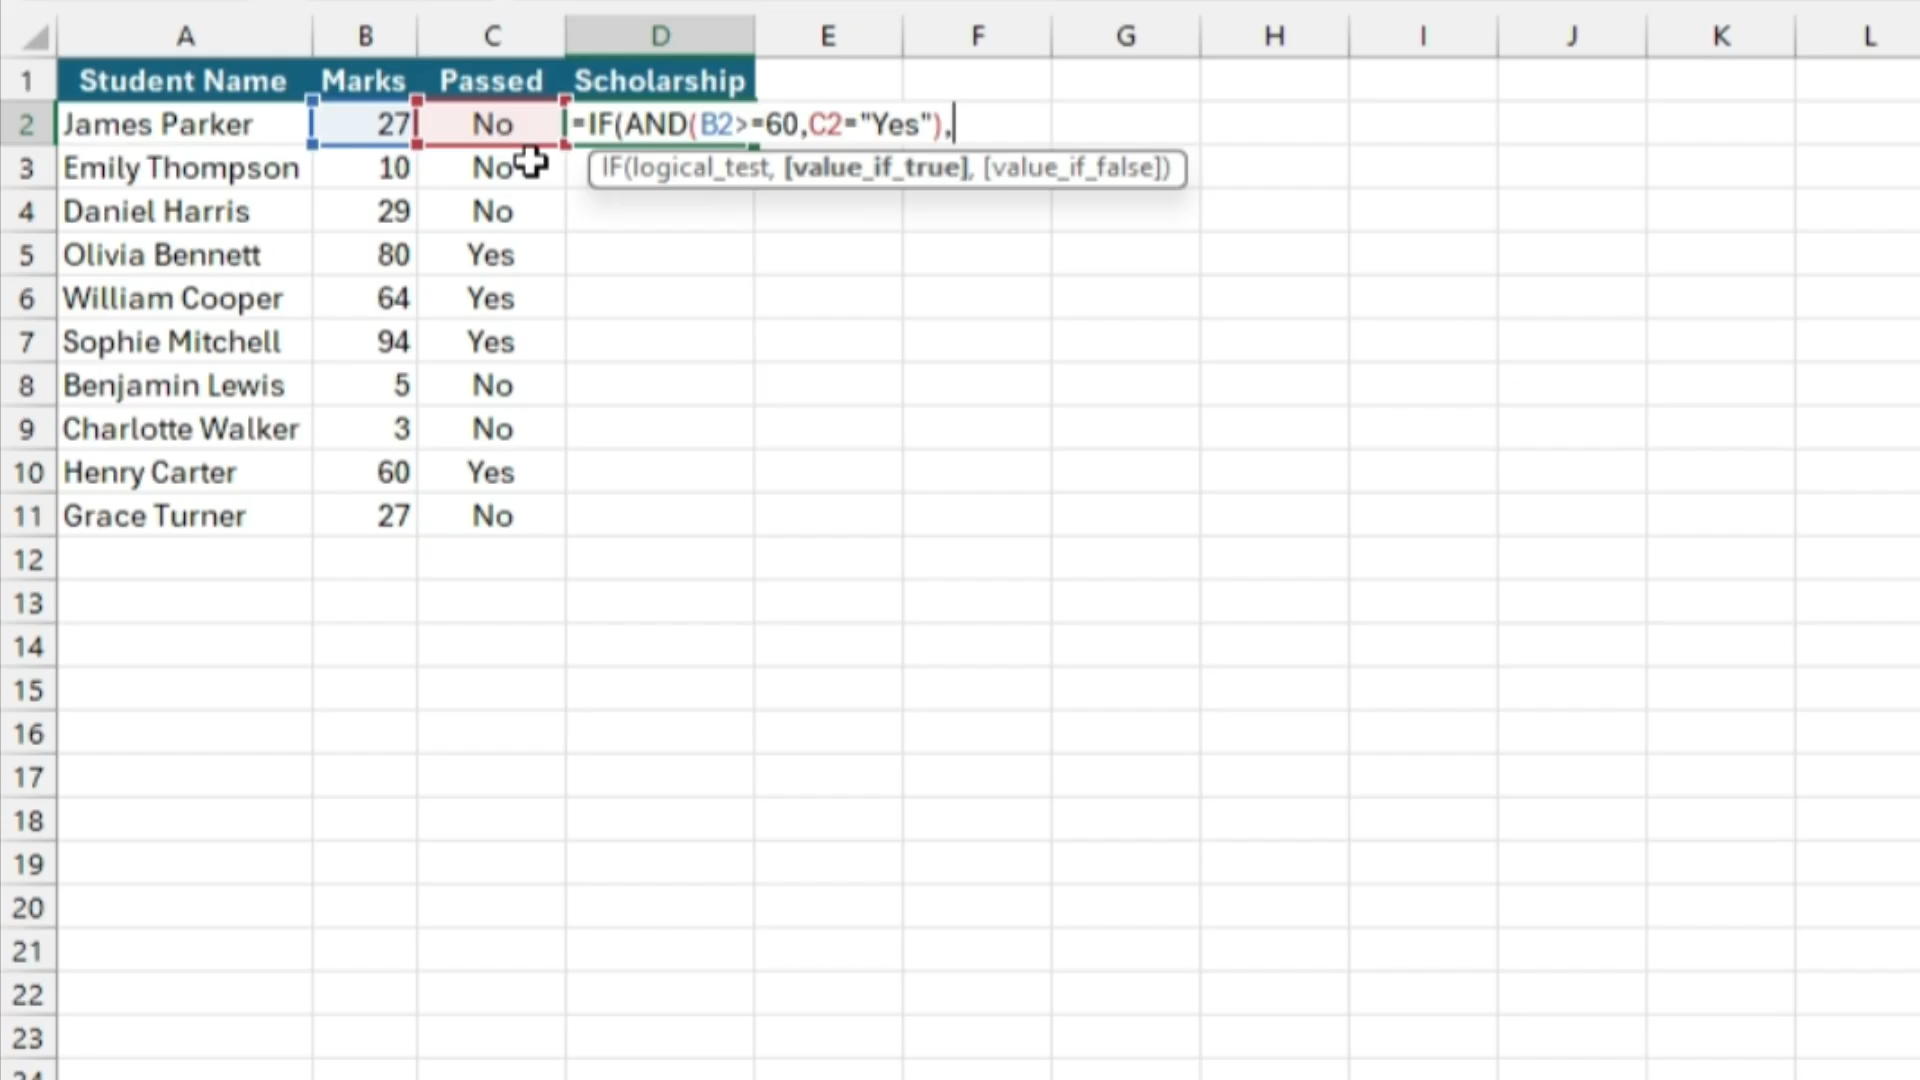 A B C D E F G H I J K L
1 Student Name Marks Passed Scholarship
2 James Parker 27 No =IF(AND(B2>=60,C2="Yes"),
IF(logical_test, [value_if_true], [value_if_false])
3 Emily Thompson 10 No
4 Daniel Harris 29 No
5 Olivia Bennett 80 Yes
6 William Cooper 64 Yes
7 Sophie Mitchell 94 Yes
8 Benjamin Lewis 5 No
9 Charlotte Walker 3 No
10 Henry Carter 60 Yes
11 Grace Turner 27 No
12
13
14
15
16
17
18
19
20
21
22
23
24